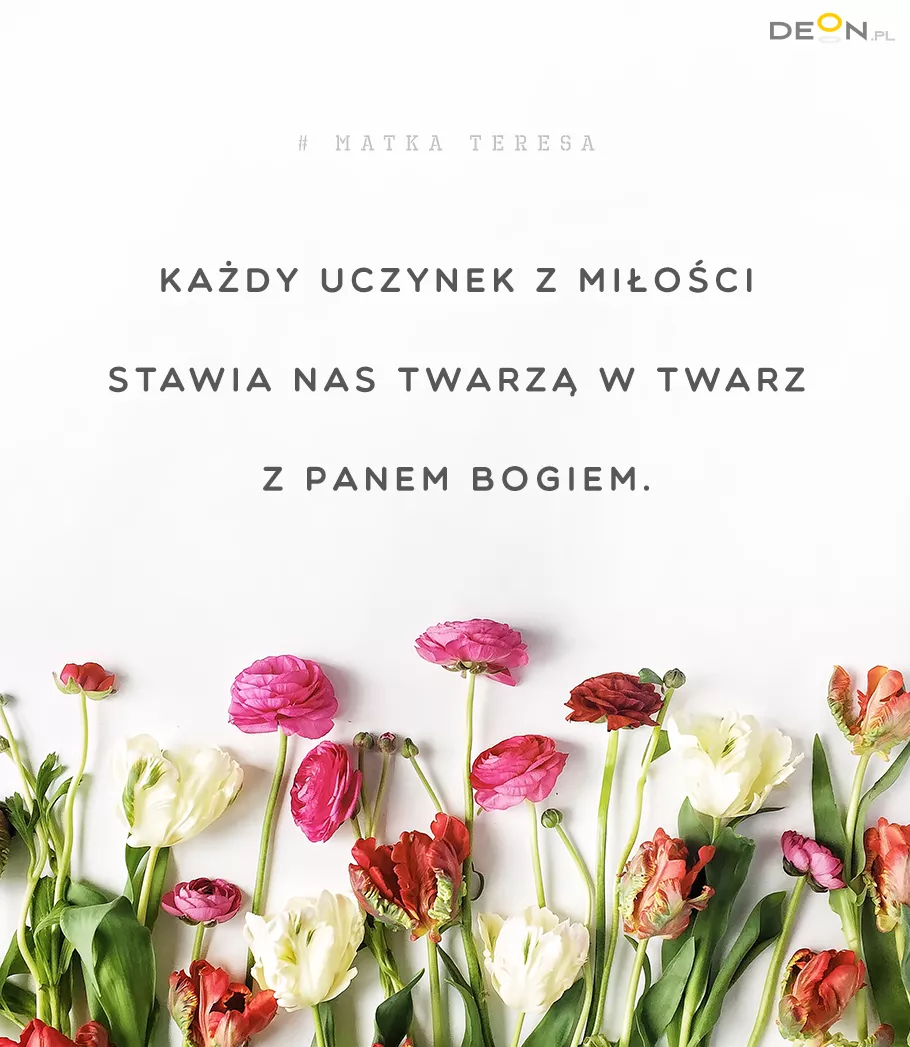 DEON.PL
# MATKA TERESA
KAŻDY UCZYNEK Z MIŁOŚCI
STAWIA NAS TWARZĄ W TWARZ
Z PANEM BOGIEM.